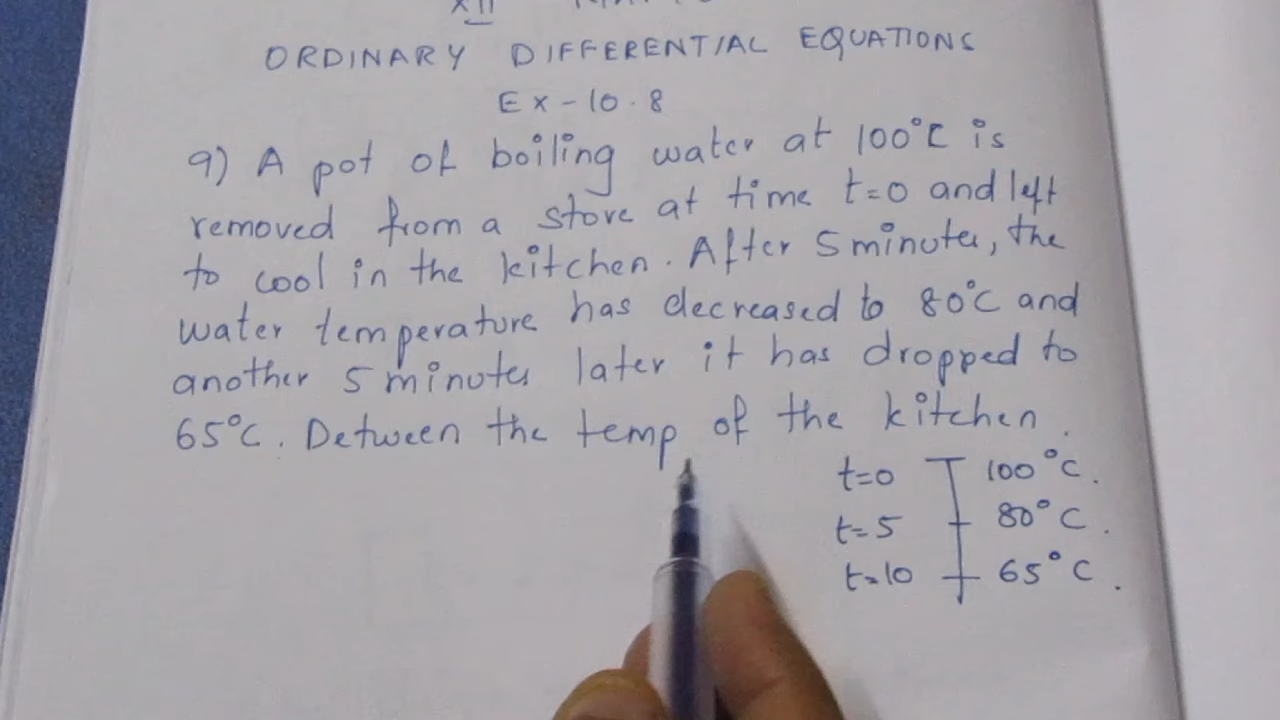 XII
ORDINARY DIFFERENTIAL EQUATIONS
Ex - 10.8
9) A pot of boiling water at 100°C is
removed from a stove at time t=0 and left
to cool in the kitchen. After 5 minutes, the
water temperature has decreased to 80°C and
another 5 minutes later it has dropped to
65°C. Detween the temp of the kitchen.
t=0 100°C.
t=5 80°C.
t=10 65°C.